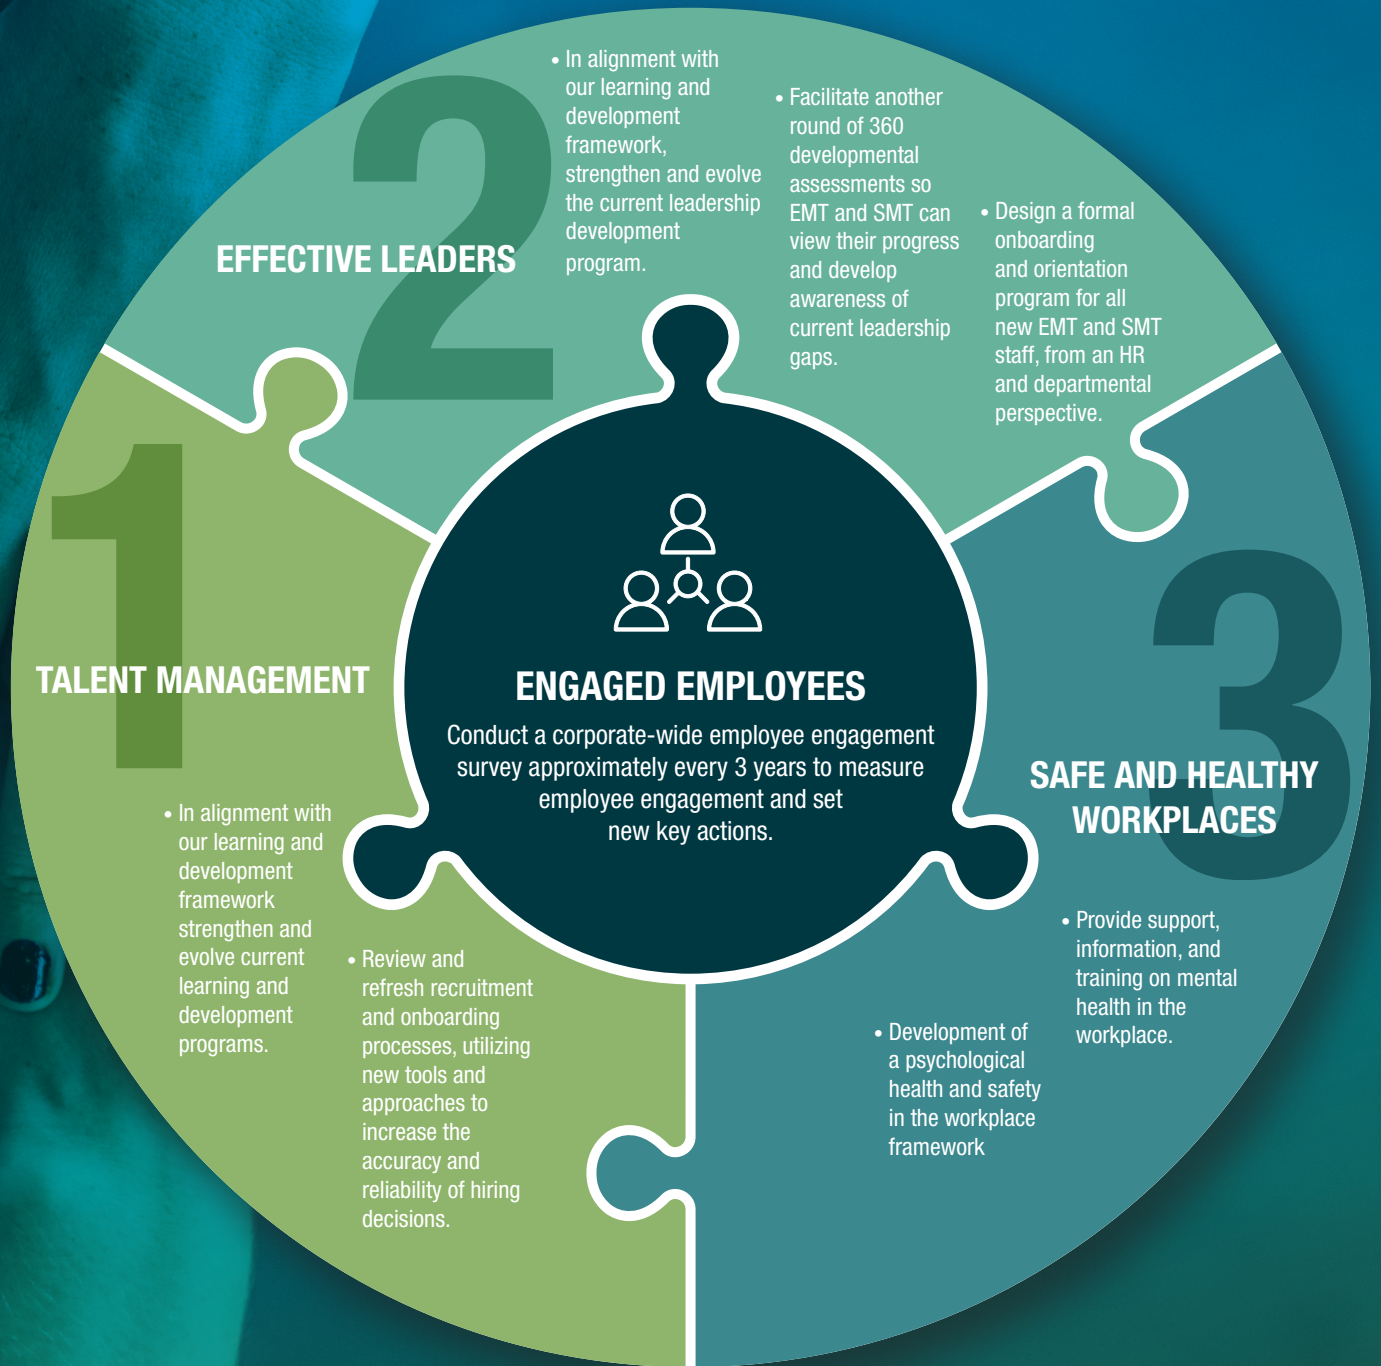 1
TALENT MANAGEMENT
• In alignment with
our learning and
development
framework
strengthen and
evolve current
learning and
development
programs.
• Review and
refresh recruitment
and onboarding
processes, utilizing
new tools and
approaches to
increase the
accuracy and
reliability of hiring
decisions.
2
EFFECTIVE LEADERS
• In alignment with
our learning and
development
framework,
strengthen and evolve
the current leadership
development
program.
• Facilitate another
round of 360
developmental
assessments so
EMT and SMT can
view their progress
and develop
awareness of
current leadership
gaps.
• Design a formal
onboarding
and orientation
program for all
new EMT and SMT
staff, from an HR
and departmental
perspective.
3
SAFE AND HEALTHY
WORKPLACES
• Provide support,
information, and
training on mental
health in the
workplace.
• Development of
a psychological
health and safety
in the workplace
framework
ENGAGED EMPLOYEES
Conduct a corporate-wide employee engagement
survey approximately every 3 years to measure
employee engagement and set
new key actions.